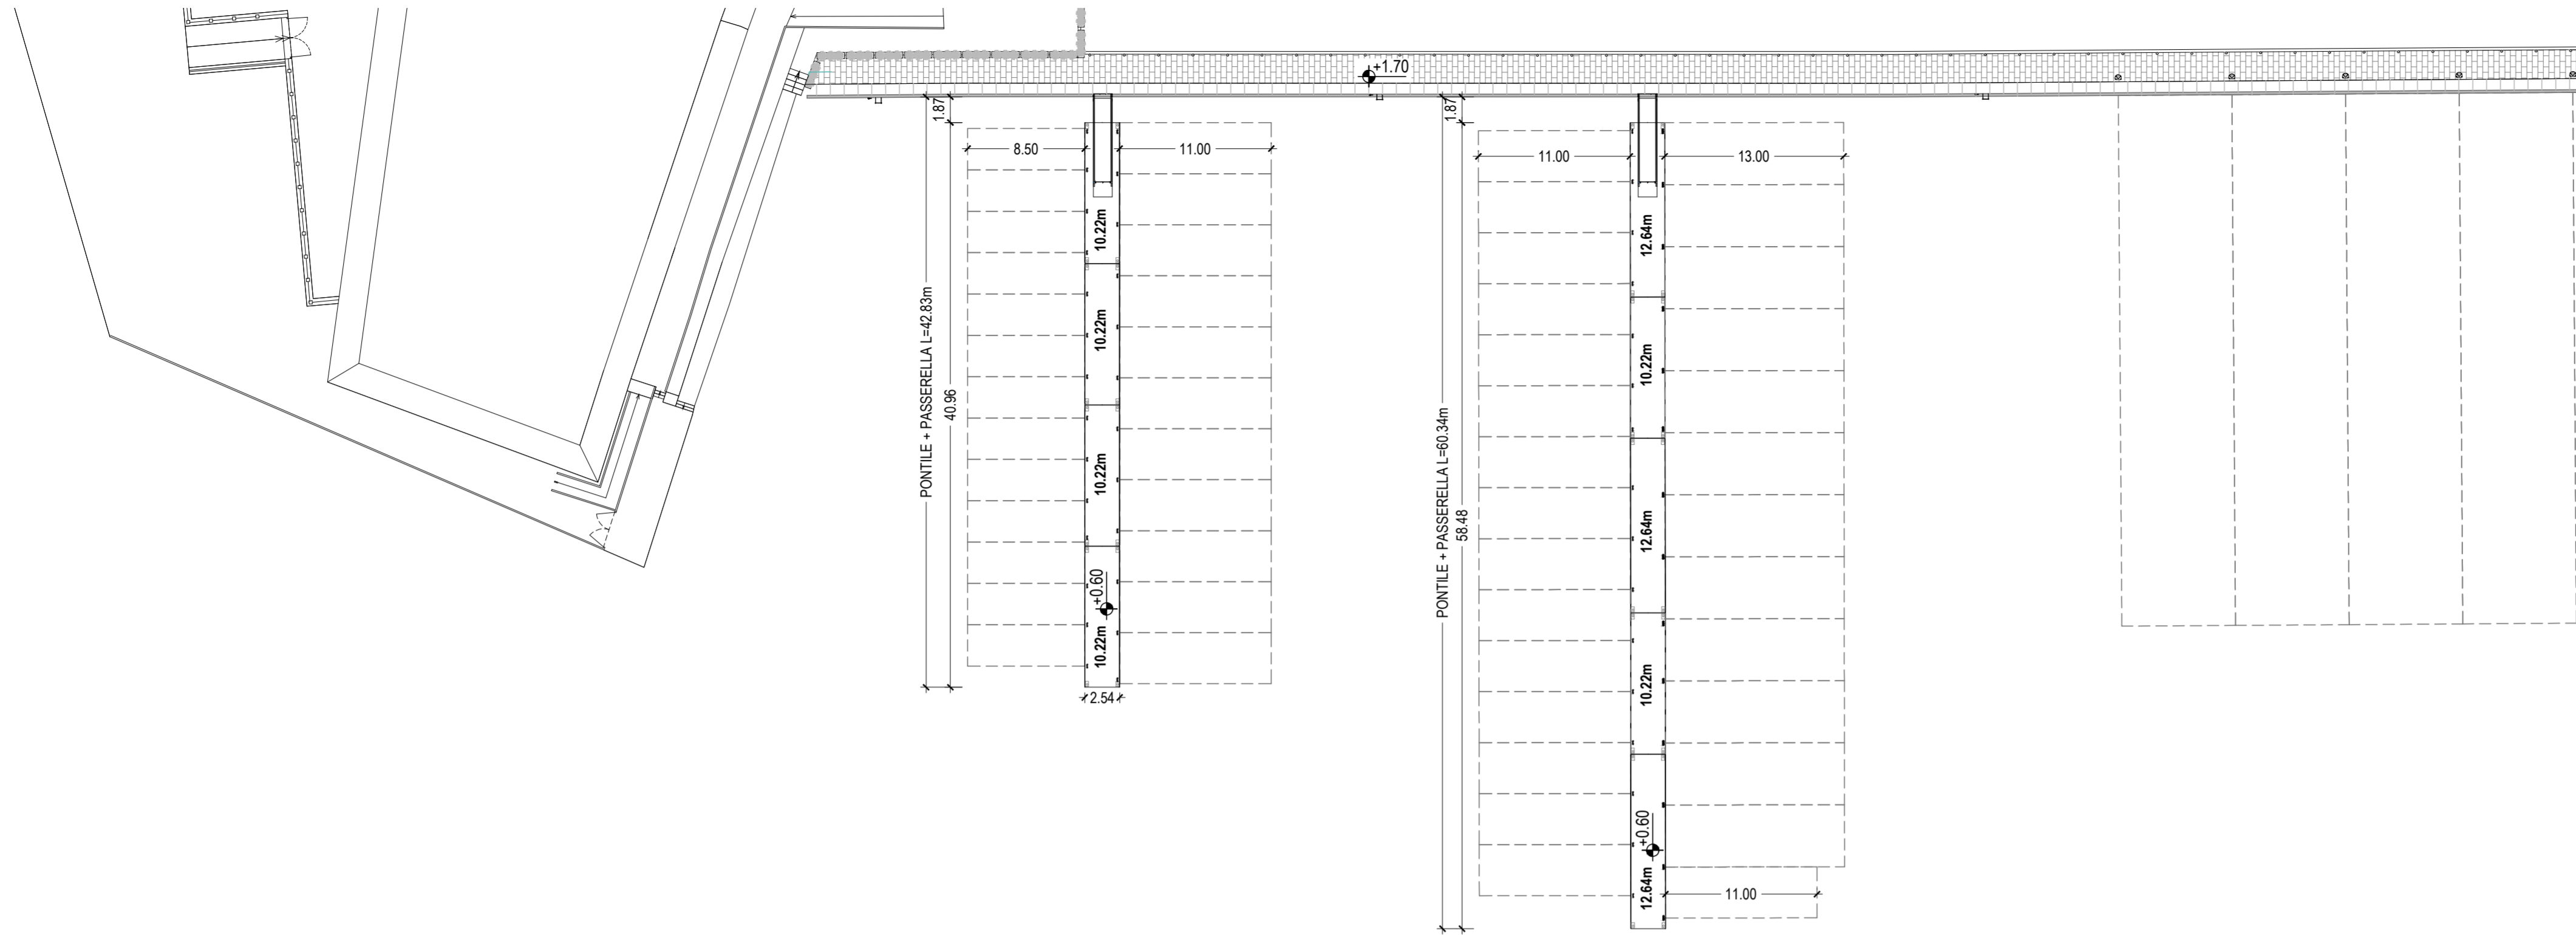 +1.70
1.87
1.87
8.50
11.00
11.00
13.00
10.22m
12.64m
PONTILE + PASSERELLA L=42.83m
40.96
10.22m
10.22m
PONTILE + PASSERELLA L=60.34m
58.48
10.22m
12.64m
+0.60
10.22m
10.22m
2.54
+0.60
12.64m
11.00